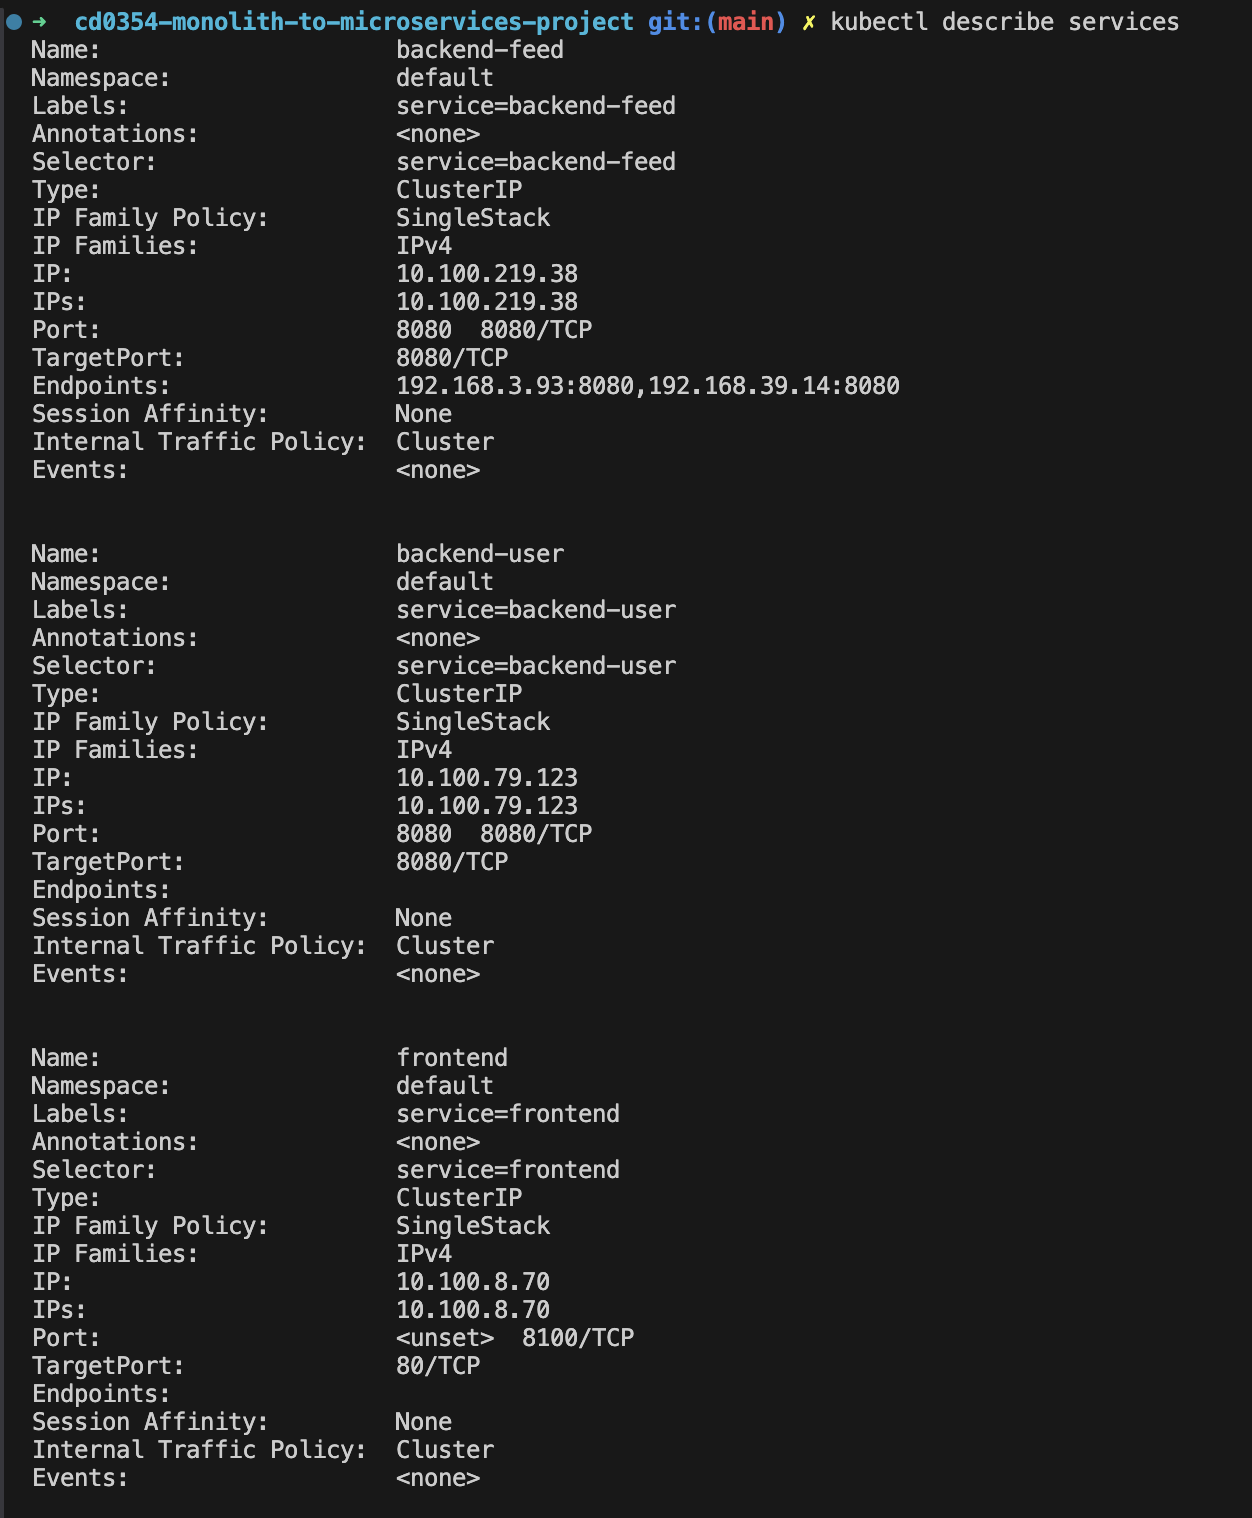 ➜  cd0354-monolith-to-microservices-project git:(main) ✗ kubectl describe services
Name:                     backend-feed
Namespace:                default
Labels:                   service=backend-feed
Annotations:              <none>
Selector:                 service=backend-feed
Type:                     ClusterIP
IP Family Policy:         SingleStack
IP Families:              IPv4
IP:                       10.100.219.38
IPs:                      10.100.219.38
Port:                     8080  8080/TCP
TargetPort:               8080/TCP
Endpoints:                192.168.3.93:8080,192.168.39.14:8080
Session Affinity:         None
Internal Traffic Policy:  Cluster
Events:                   <none>
Name:                     backend-user
Namespace:                default
Labels:                   service=backend-user
Annotations:              <none>
Selector:                 service=backend-user
Type:                     ClusterIP
IP Family Policy:         SingleStack
IP Families:              IPv4
IP:                       10.100.79.123
IPs:                      10.100.79.123
Port:                     8080  8080/TCP
TargetPort:               8080/TCP
Endpoints:
Session Affinity:         None
Internal Traffic Policy:  Cluster
Events:                   <none>
Name:                     frontend
Namespace:                default
Labels:                   service=frontend
Annotations:              <none>
Selector:                 service=frontend
Type:                     ClusterIP
IP Family Policy:         SingleStack
IP Families:              IPv4
IP:                       10.100.8.70
IPs:                      10.100.8.70
Port:                     <unset>  8100/TCP
TargetPort:               80/TCP
Endpoints:
Session Affinity:         None
Internal Traffic Policy:  Cluster
Events:                   <none>